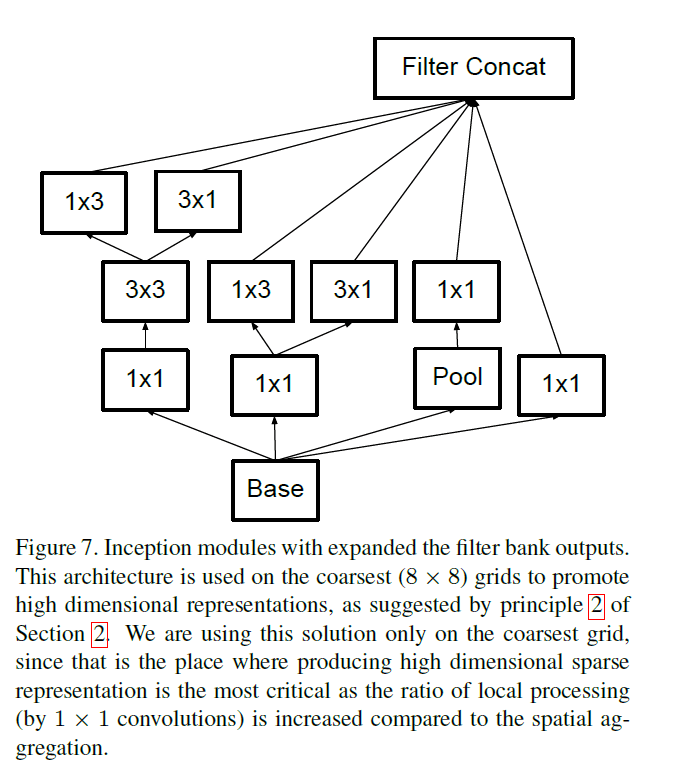 Filter Concat
1x3
3x1
3x3
1x3
3x1
1x1
1x1
1x1
Pool
1x1
Base
Figure 7. Inception modules with expanded the filter bank outputs.
This architecture is used on the coarsest (8 × 8) grids to promote
high dimensional representations, as suggested by principle 2 of
Section 2. We are using this solution only on the coarsest grid,
since that is the place where producing high dimensional sparse
representation is the most critical as the ratio of local processing
(by 1 × 1 convolutions) is increased compared to the spatial ag-
gregation.